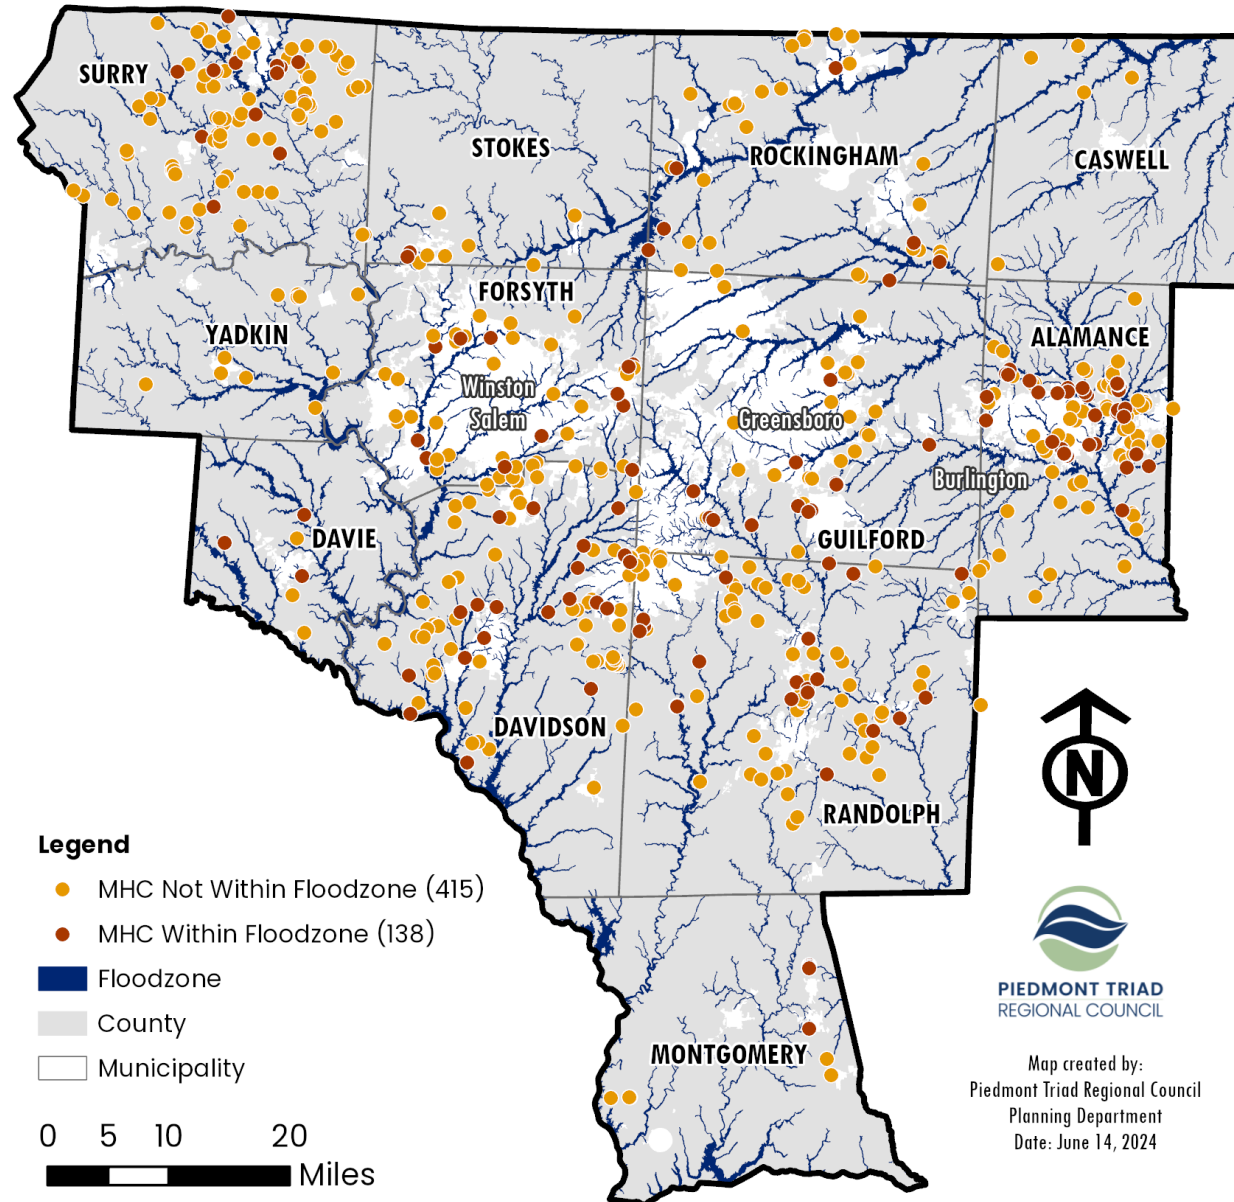 SURRY
STOKES
ROCKINGHAM
CASWELL
FORSYTH
YADKIN
ALAMANCE
Winston
Salem
Greensboro
Burlington
DAVIE
GUILFORD
DAVIDSON
RANDOLPH
MONTGOMERY
N
Legend
MHC Not Within Floodzone (415)
MHC Within Floodzone (138)
Floodzone
County
Municipality
0 5 10 20
Miles
PIEDMONT TRIAD
REGIONAL COUNCIL
Map created by:
Piedmont Triad Regional Council
Planning Department
Date: June 14, 2024